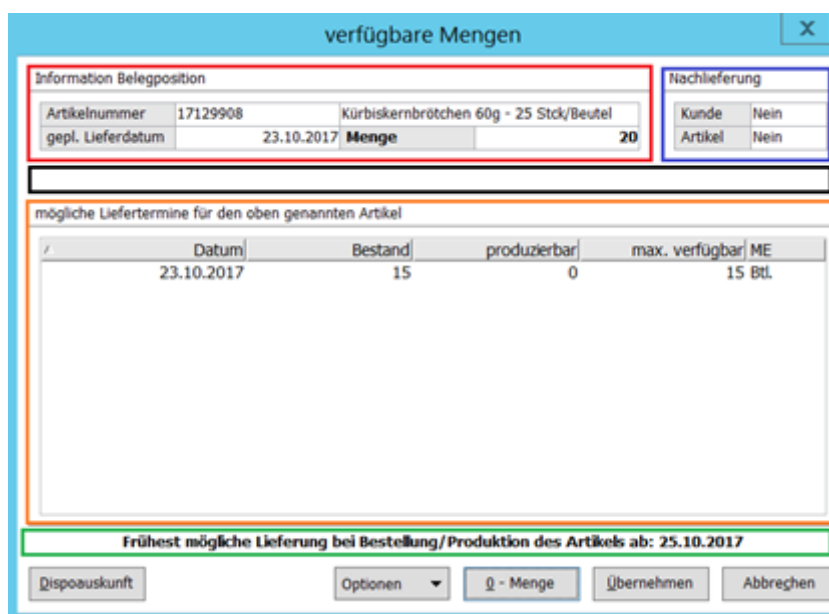 verfügbare Mengen
x
Information Belegposition
Nachlieferung
Artikelnummer 17129908 Kürbiskernbrötchen 60g - 25 Stck/Beutel
Kunde Nein
gepl. Lieferdatum 23.10.2017 Menge 20
Artikel Nein
mögliche Liefertermine für den oben genannten Artikel
/ Datum Bestand produzierbar max. verfügbar ME
23.10.2017 15 0 15 Btl.
Frühest mögliche Lieferung bei Bestellung/Produktion des Artikels ab: 25.10.2017
Dispoauskunft Optionen 0 - Menge Übernehmen Abbrechen